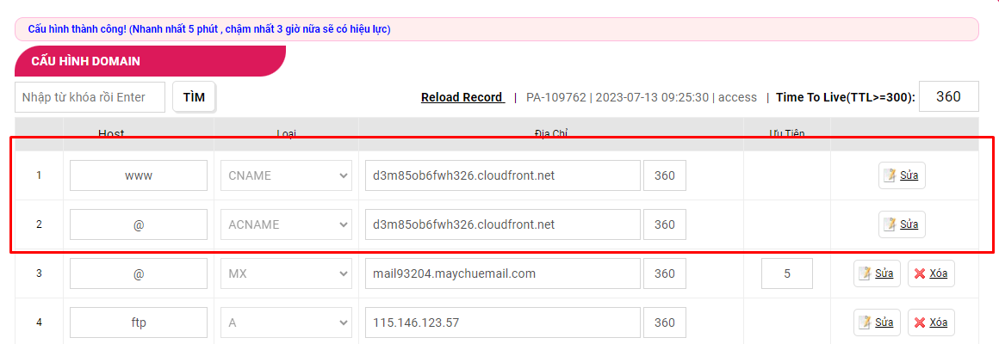 Cấu hình thành công! (Nhanh nhất 5 phút , chậm nhất 3 giờ nữa sẽ có hiệu lực)
CẤU HÌNH DOMAIN
Nhập từ khóa rồi Enter TÌM Reload Record | PA-109762 | 2023-07-13 09:25:30 | access | Time To Live(TTL>=300): 360
Host Loại Địa Chỉ Ưu Tiên
1 www CNAME d3m85ob6fwh326.cloudfront.net 360 Sửa
2 @ ACNAME d3m85ob6fwh326.cloudfront.net 360 Sửa
3 @ MX mail93204.maychuemail.com 360 5 Sửa Xóa
4 ftp A 115.146.123.57 360 Sửa Xóa